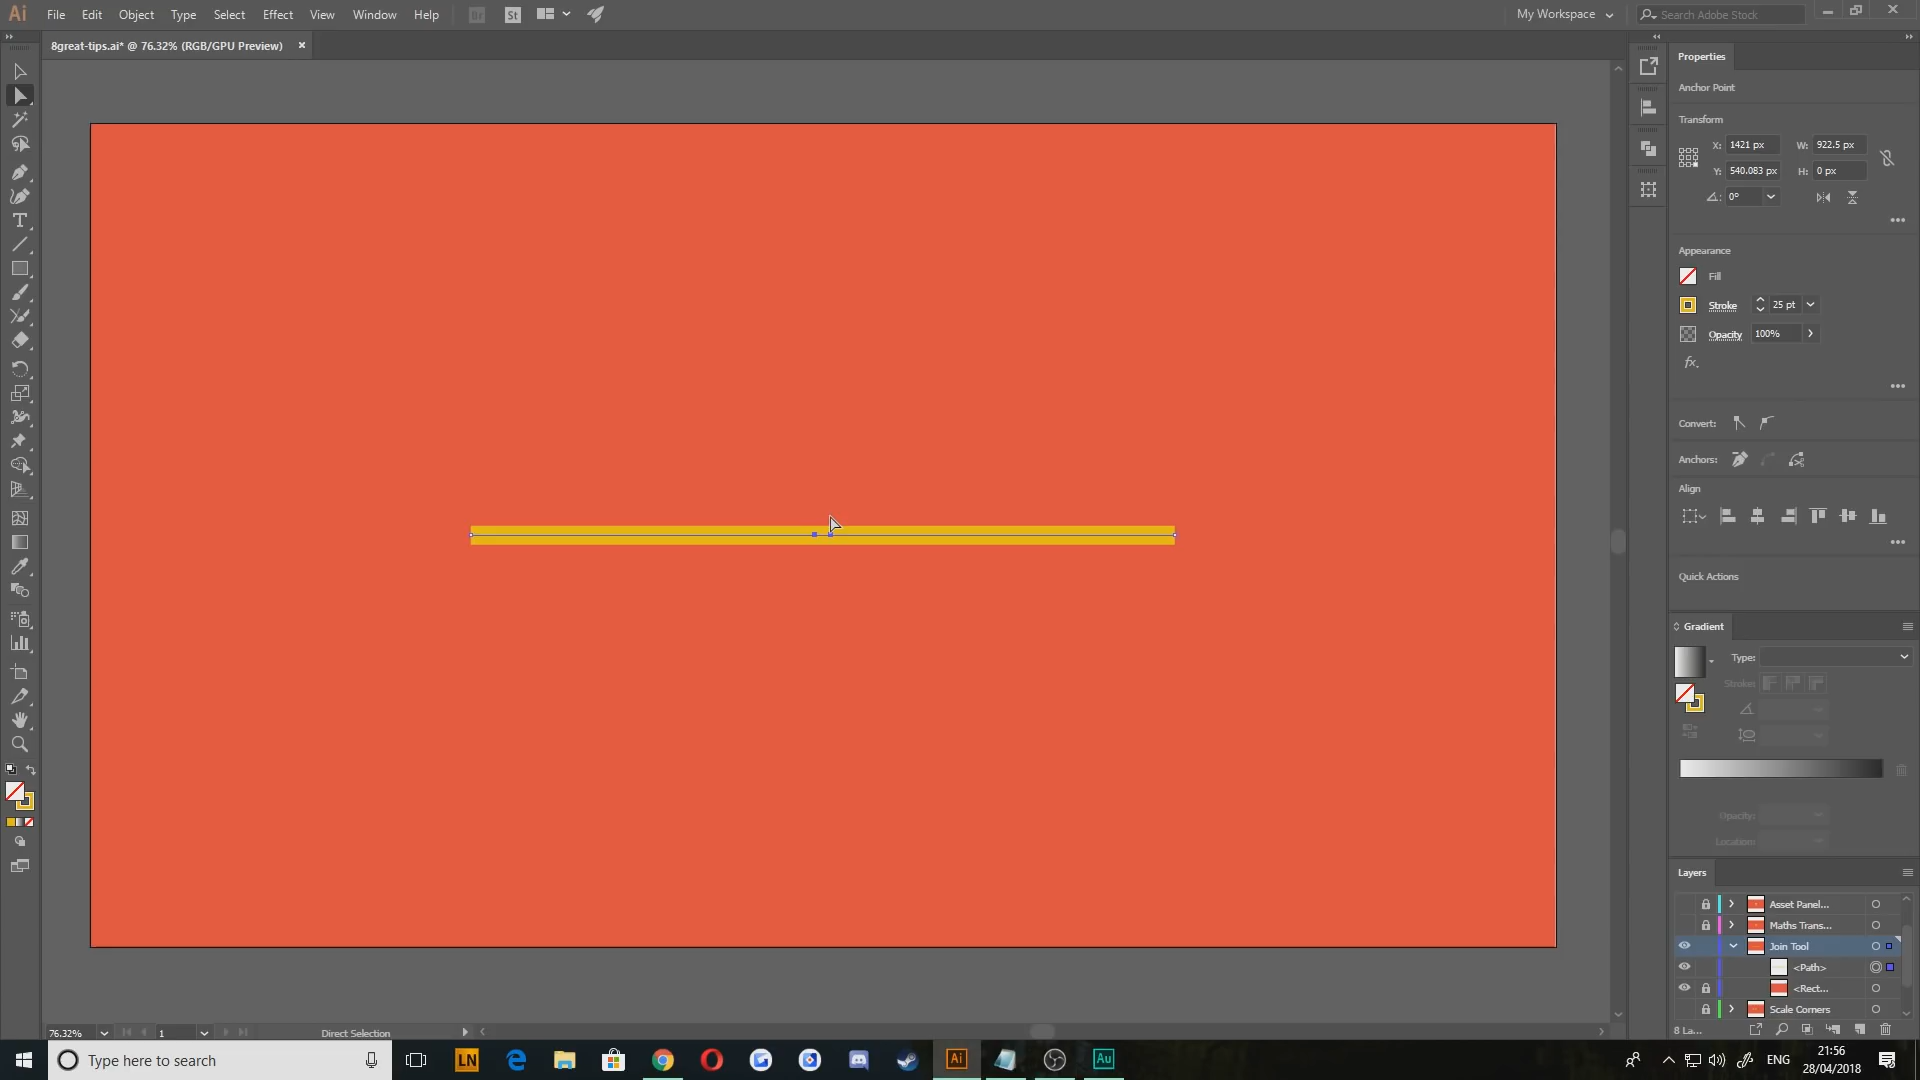 Ai File Edit Object Type Select Effect View Window Help Br St My Workspace Search Adobe Stock
8great-tips.ai* @ 76.32% (RGB/GPU Preview) ×
Properties
Anchor Point
Transform
X: 1421 px W: 922.5 px
Y: 540.083 px H: 0 px
0°
Appearance
Fill
Stroke 25 pt
Opacity 100%
fx.
Convert:
Anchors:
Align
Quick Actions
Gradient
Type:
Stroke:
Opacity:
Location:
Layers
Asset Panel...
Maths Trans...
Join Tool
<Path>
<Rect...
Scale Corners
8 La...
76.32% 1 Direct Selection
Type here to search LN Ai Au ENG 21:56
28/04/2018